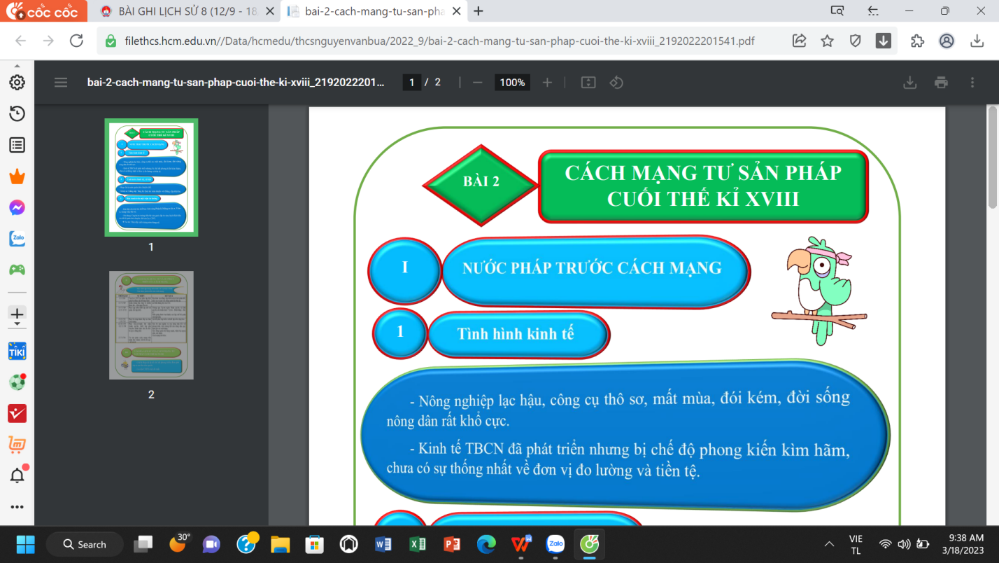 cốc cốc
BÀI GHI LỊCH SỬ 8 (12/9 - 18
bai-2-cach-mang-tu-san-pha
filethcs.hcm.edu.vn//Data/hcmedu/thcsnguyenvanbua/2022_9/bai-2-cach-mang-tu-san-phap-cuoi-the-ki-xviii_2192022201541.pdf
bai-2-cach-mang-tu-san-phap-cuoi-the-ki-xviii_2192022201...
1 / 2
100%
1
2
Zalo
TIKI
BÀI 2
CÁCH MẠNG TƯ SẢN PHÁP
CUỐI THẾ KỈ XVIII
I
NƯỚC PHÁP TRƯỚC CÁCH MẠNG
1
Tình hình kinh tế
- Nông nghiệp lạc hậu, công cụ thô sơ, mất mùa, đói kém, đời sống
nông dân rất khổ cực.
- Kinh tế TBCN đã phát triển nhưng bị chế độ phong kiến kìm hãm,
chưa có sự thống nhất về đơn vị đo lường và tiền tệ.
Search
30°
Zalo
VIE
TL
9:38 AM
3/18/2023